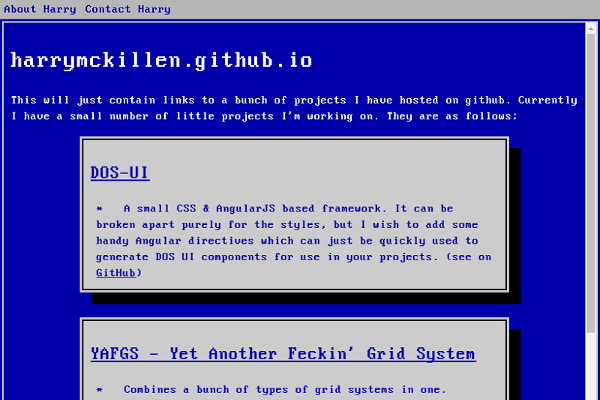 About Harry Contact Harry
harrymckillen.github.io
This will just contain links to a bunch of projects I have hosted on github. Currently
I have a small number of little projects I'm working on. They are as follows;
DOS-UI
* A small CSS & AngularJS based framework. It can be
broken apart purely for the styles, but I wish to add some
handy Angular directives which can just be quickly used to
generate DOS UI components for use in your projects. (see on
GitHub)
YAFGS - Yet Another Feckin' Grid System
* Combines a bunch of types of grid systems in one.